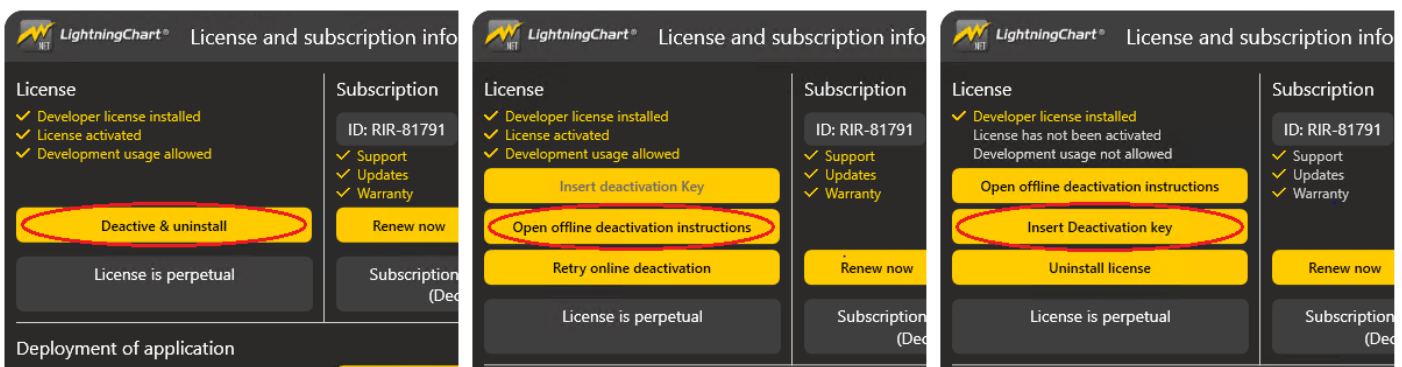 LightningChart® License and subscription info
.NET
License
Developer license installed
License activated
Development usage allowed
Deactive & uninstall
License is perpetual
Subscription
ID: RIR-81791
Support
Updates
Warranty
Renew now
Subscription
(Dec
Deployment of application
LightningChart® License and subscription info
.NET
License
Developer license installed
License activated
Development usage allowed
Insert deactivation Key
Open offline deactivation instructions
Retry online deactivation
License is perpetual
Subscription
ID: RIR-81791
Support
Updates
Warranty
Renew now
Subscription
(Dec
LightningChart® License and subscription info
.NET
License
Developer license installed
License has not been activated
Development usage not allowed
Open offline deactivation instructions
Insert Deactivation key
Uninstall license
License is perpetual
Subscription
ID: RIR-81791
Support
Updates
Warranty
Renew now
Subscription
(Dec